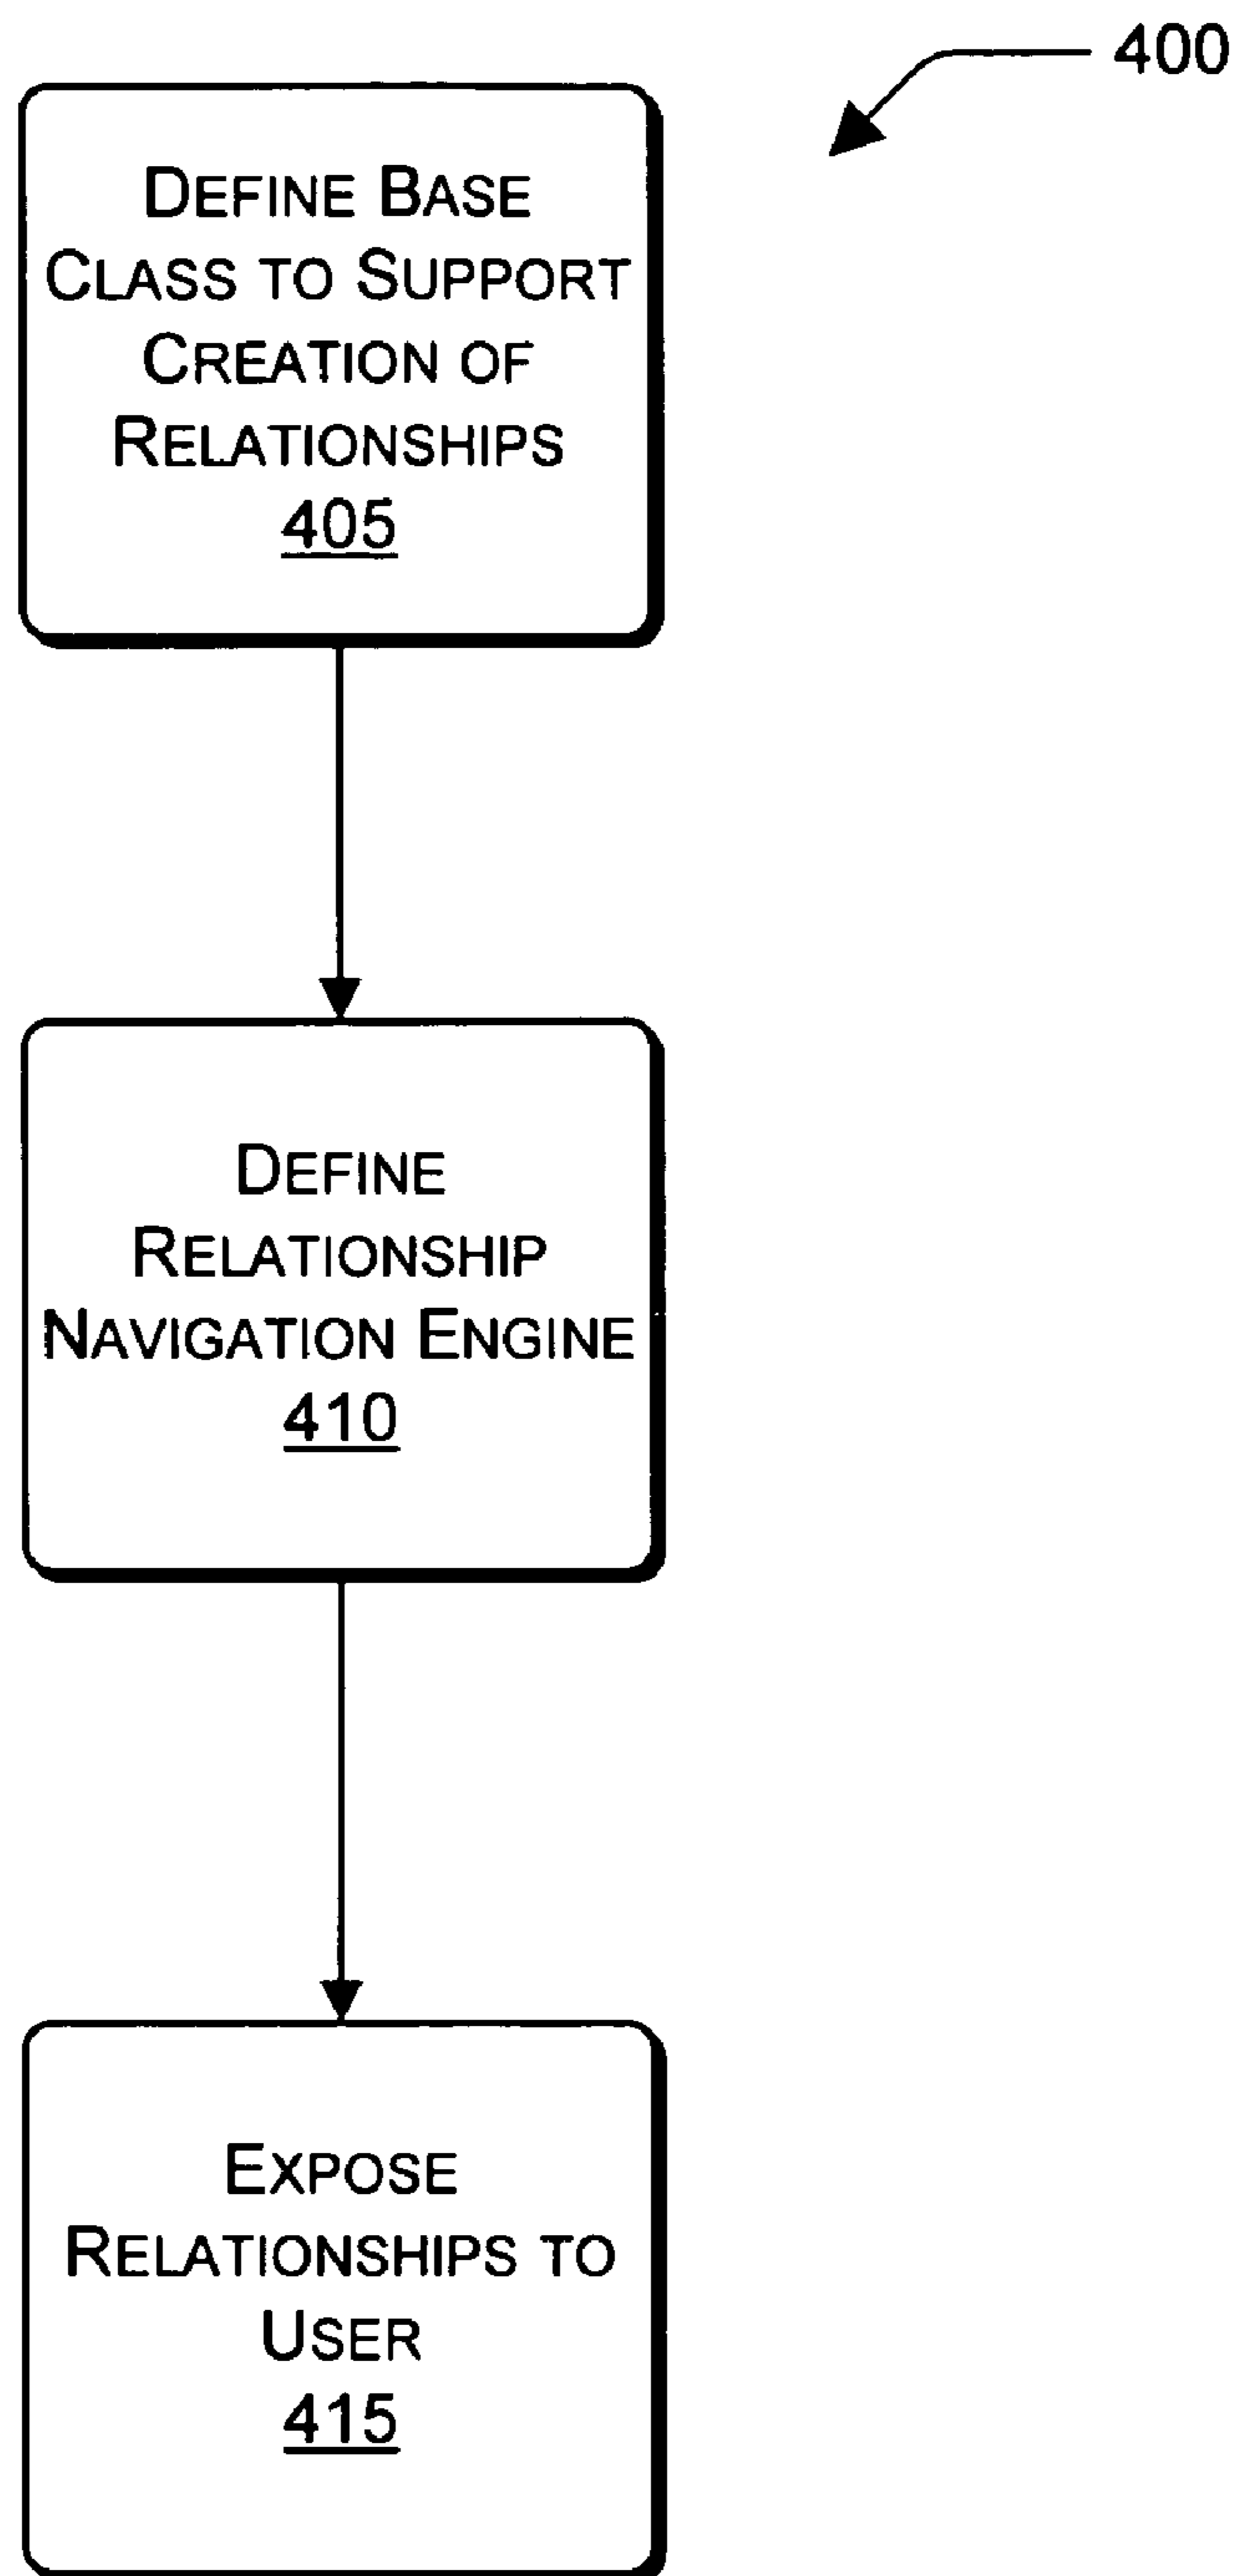 400
DEFINE BASE
CLASS TO SUPPORT
CREATION OF
RELATIONSHIPS
405
DEFINE
RELATIONSHIP
NAVIGATION ENGINE
410
EXPOSE
RELATIONSHIPS TO
USER
415